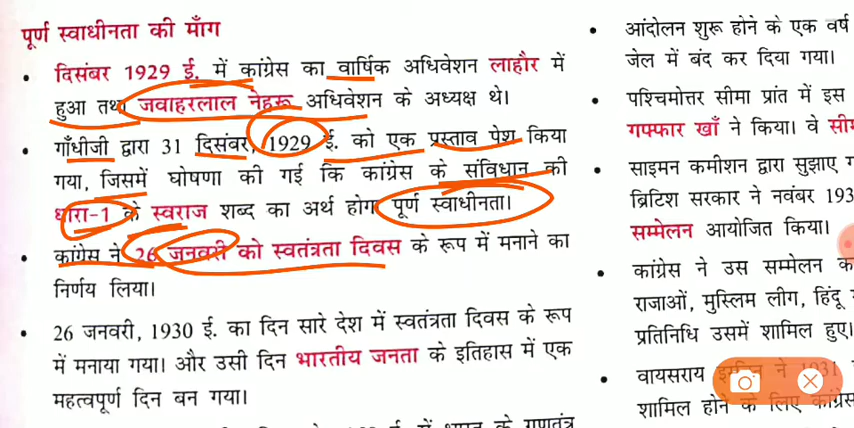 पूर्ण स्वाधीनता की माँग
दिसंबर 1929 ई. में कांग्रेस का वार्षिक अधिवेशन लाहौर में
हुआ तथा जवाहरलाल नेहरू अधिवेशन के अध्यक्ष थे।
गाँधीजी द्वारा 31 दिसंबर, 1929 ई. को एक प्रस्ताव पेश किया
गया, जिसमें घोषणा की गई कि कांग्रेस के संविधान की
धारा-1 के स्वराज शब्द का अर्थ होगा पूर्ण स्वाधीनता।
कांग्रेस ने 26 जनवरी को स्वतंत्रता दिवस के रूप में मनाने का
निर्णय लिया।
26 जनवरी, 1930 ई. का दिन सारे देश में स्वतंत्रता दिवस के रूप
में मनाया गया। और उसी दिन भारतीय जनता के इतिहास में एक
महत्वपूर्ण दिन बन गया।
आंदोलन शुरू होने के एक वर्ष
जेल में बंद कर दिया गया।
पश्चिमोत्तर सीमा प्रांत में इस
गफ्फार खाँ ने किया। वे
साइमन कमीशन द्वारा सुझाए
ब्रिटिश सरकार ने नवंबर 193
सम्मेलन आयोजित किया।
कांग्रेस ने उस सम्मेलन
राजाओं, मुस्लिम लीग, हिंदू
प्रतिनिधि उसमें शामिल हुए।
वायसराय ने 1931
शामिल होने के लिए कांग्रेस